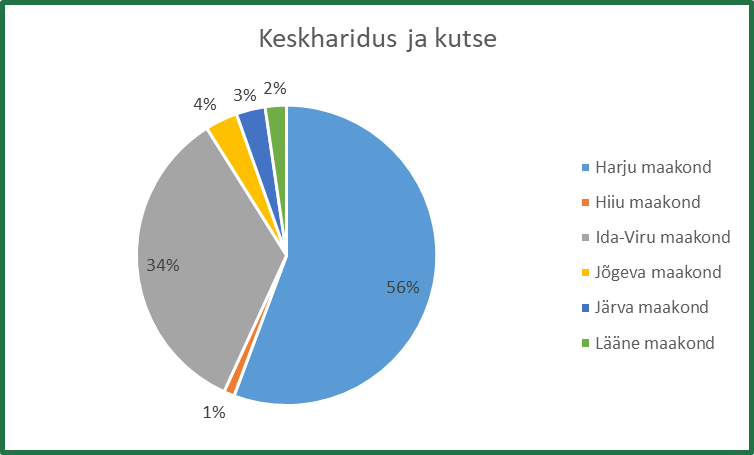 Keskharidus ja kutse
2%
3%
4%
34%
56%
1%
Harju maakond
Hiiu maakond
Ida-Viru maakond
Jõgeva maakond
Järva maakond
Lääne maakond